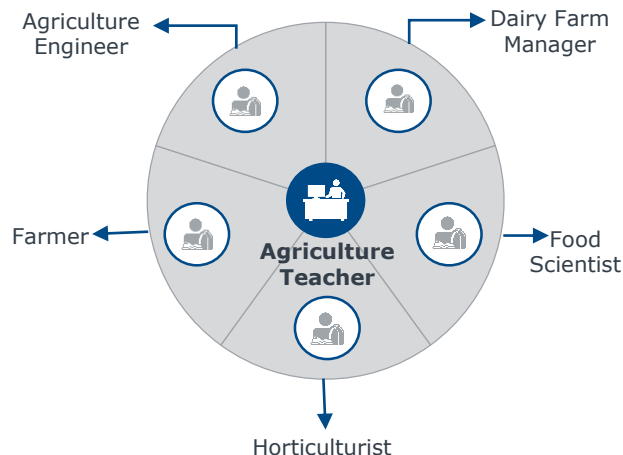 Agriculture
Engineer
Dairy Farm
Manager
Farmer
Agriculture
Teacher
Food
Scientist
Horticulturist